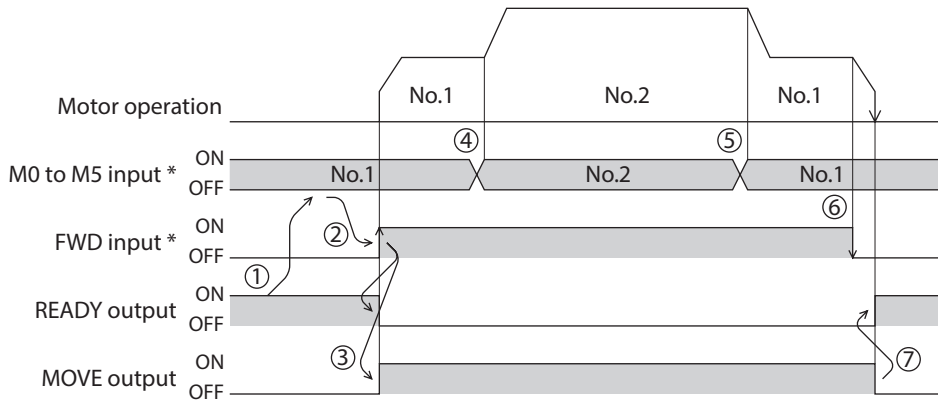 No.1 No.2 No.1
Motor operation
④ ⑤
ON
M0 to M5 input * No.1 No.2 No.1
OFF
⑥
ON
FWD input * ②
OFF
①
ON
READY output
OFF
③ ⑦
ON
MOVE output
OFF